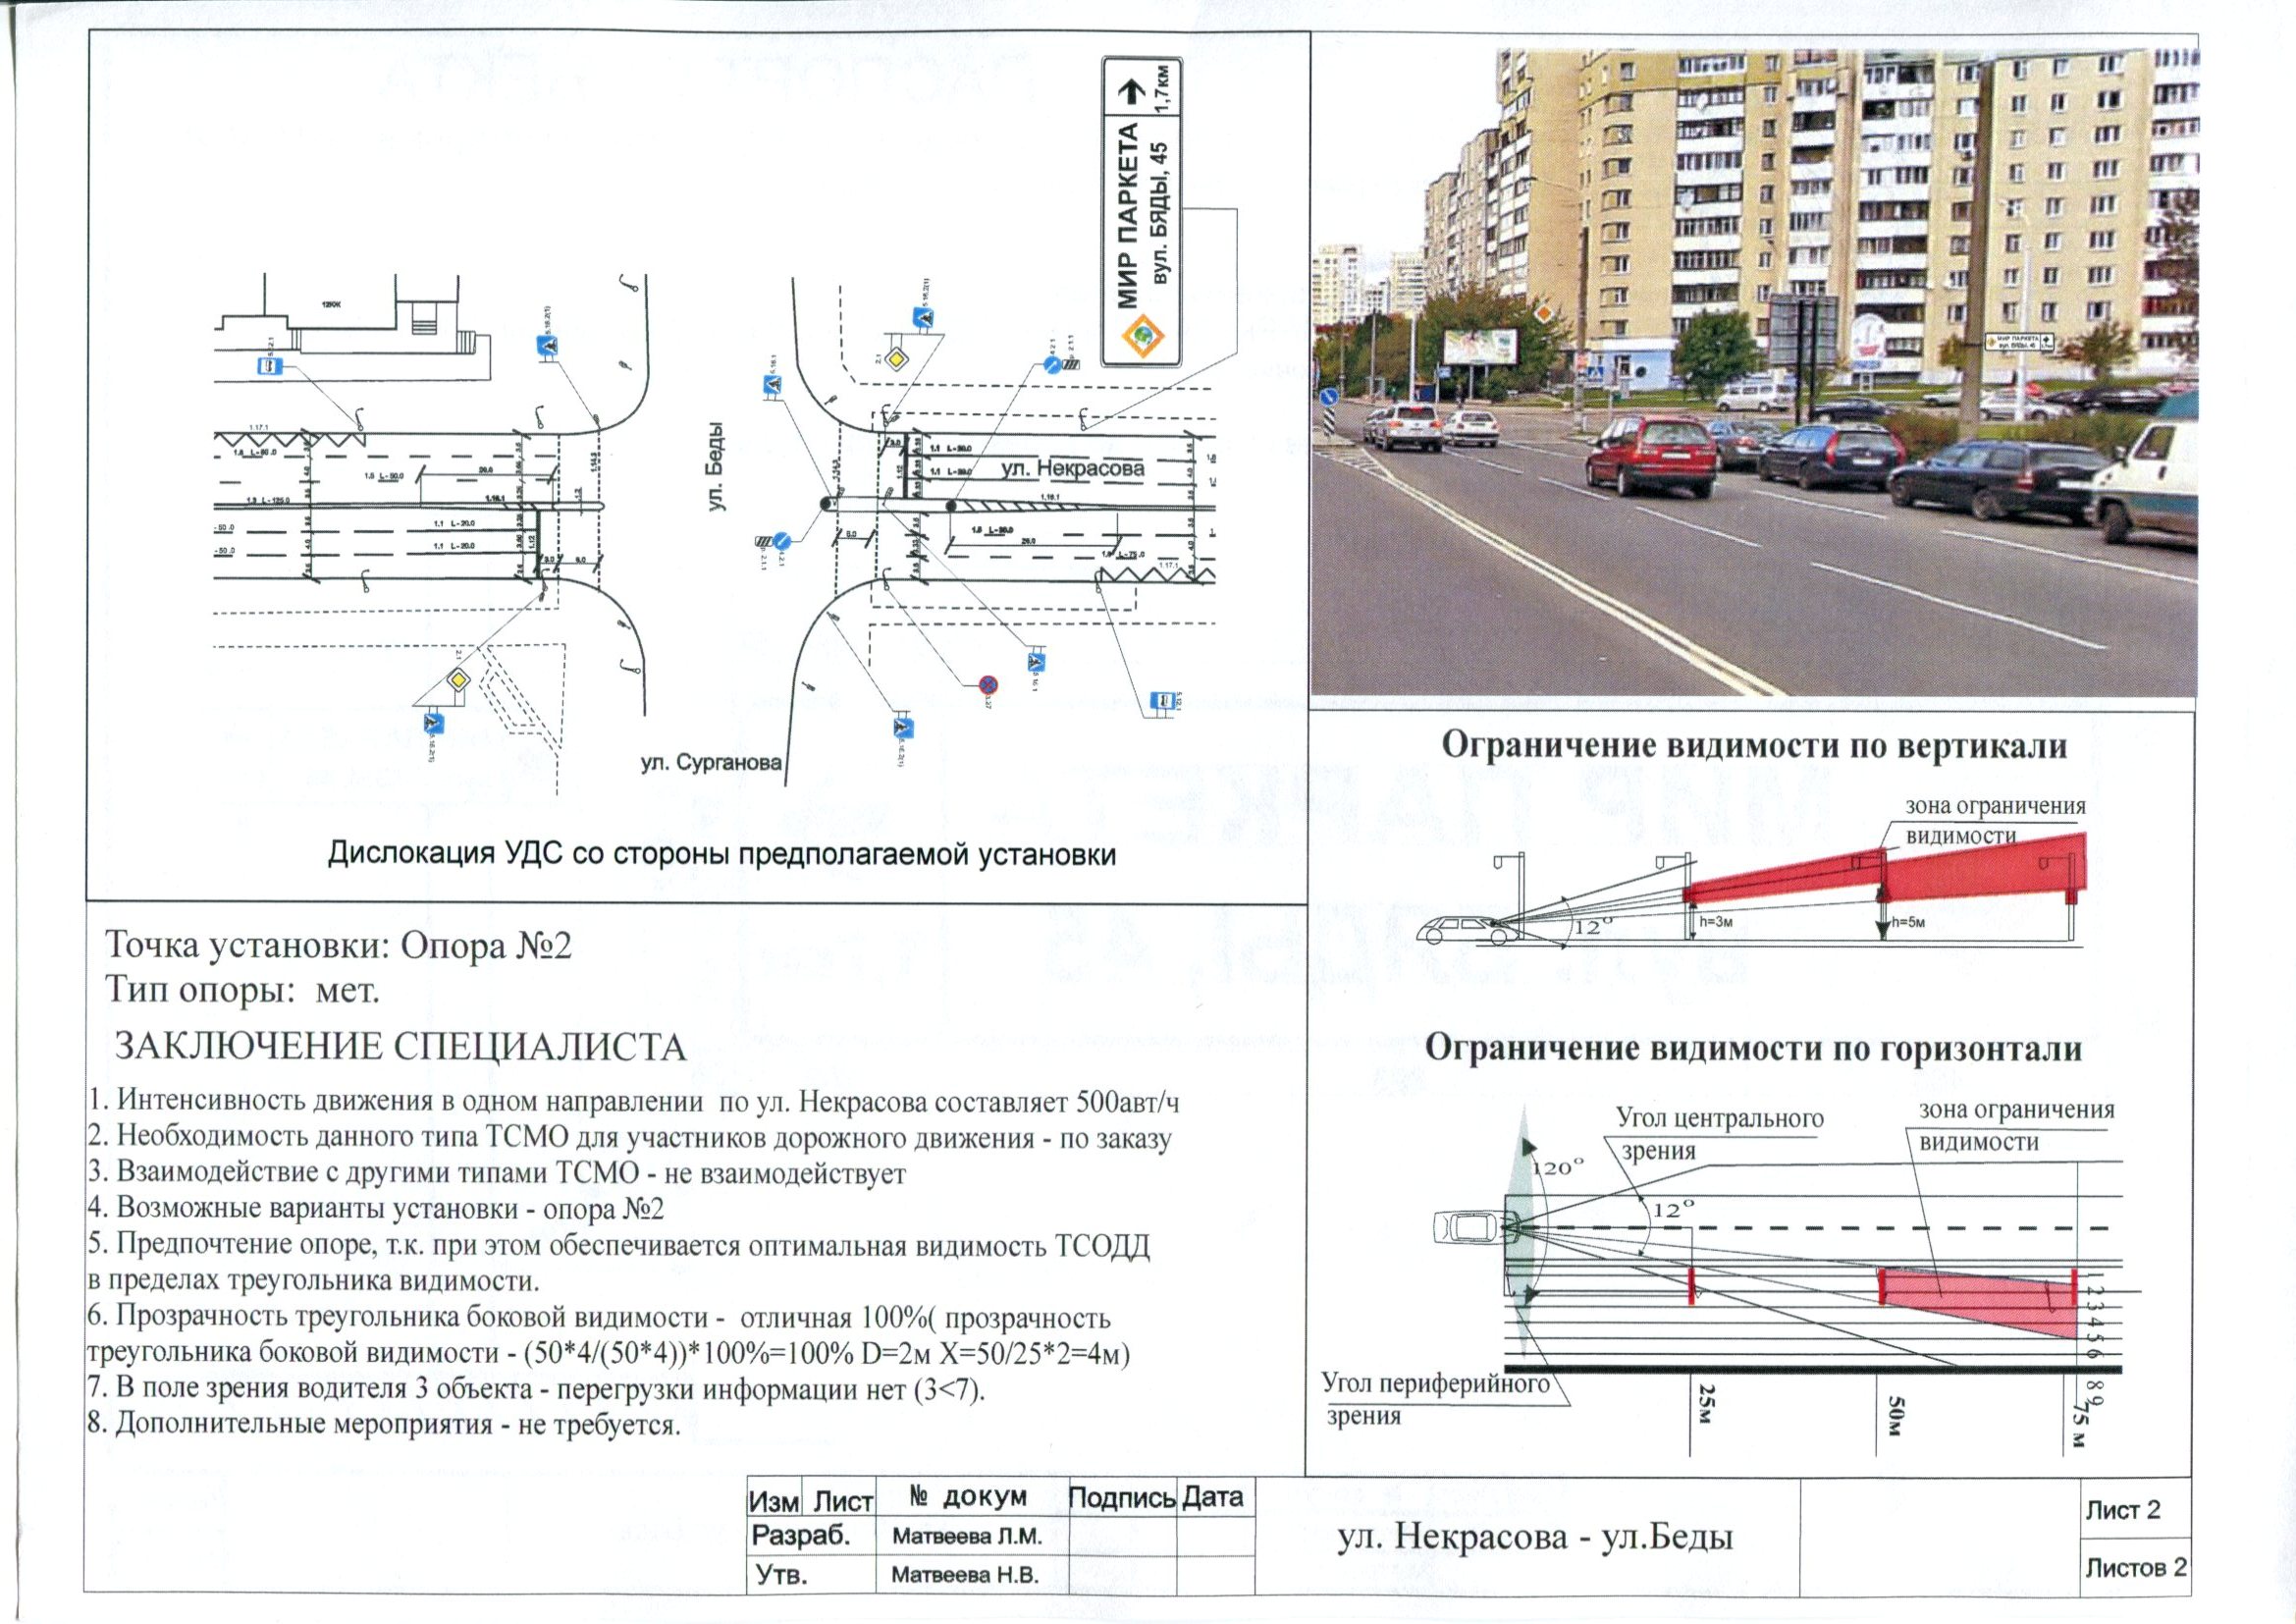 МИР ПАРКЕТА
вул. БЯДЫ, 45
1,7км
ул. Беды
ул. Некрасова
ул. Сурганова
Дислокация УДС со стороны предполагаемой установки
МИР ПАРКЕТА
вул. БЯДЫ, 45
Точка установки: Опора №2
Тип опоры: мет.
ЗАКЛЮЧЕНИЕ СПЕЦИАЛИСТА
1. Интенсивность движения в одном направлении по ул. Некрасова составляет 500авт/ч
2. Необходимость данного типа ТСМО для участников дорожного движения - по заказу
3. Взаимодействие с другими типами ТСМО - не взаимодействует
4. Возможные варианты установки - опора №2
5. Предпочтение опоре, т.к. при этом обеспечивается оптимальная видимость ТСОДД
в пределах треугольника видимости.
6. Прозрачность треугольника боковой видимости - отличная 100%( прозрачность
треугольника боковой видимости - (50*4/(50*4))*100%=100% D=2м X=50/25*2=4м)
7. В поле зрения водителя 3 объекта - перегрузки информации нет (3<7).
8. Дополнительные мероприятия - не требуется.
Ограничение видимости по вертикали
зона ограничения
видимости
12°
h=3м
h=5м
Ограничение видимости по горизонтали
Угол центрального
зрения
зона ограничения
видимости
120°
12°
Угол периферийного
зрения
25м
50м
75 м
1 2 3 4 5 6 8 9
Изм Лист № докум Подпись Дата
Разраб. Матвеева Л.М.
Утв. Матвеева Н.В.
ул. Некрасова - ул.Беды
Лист 2
Листов 2